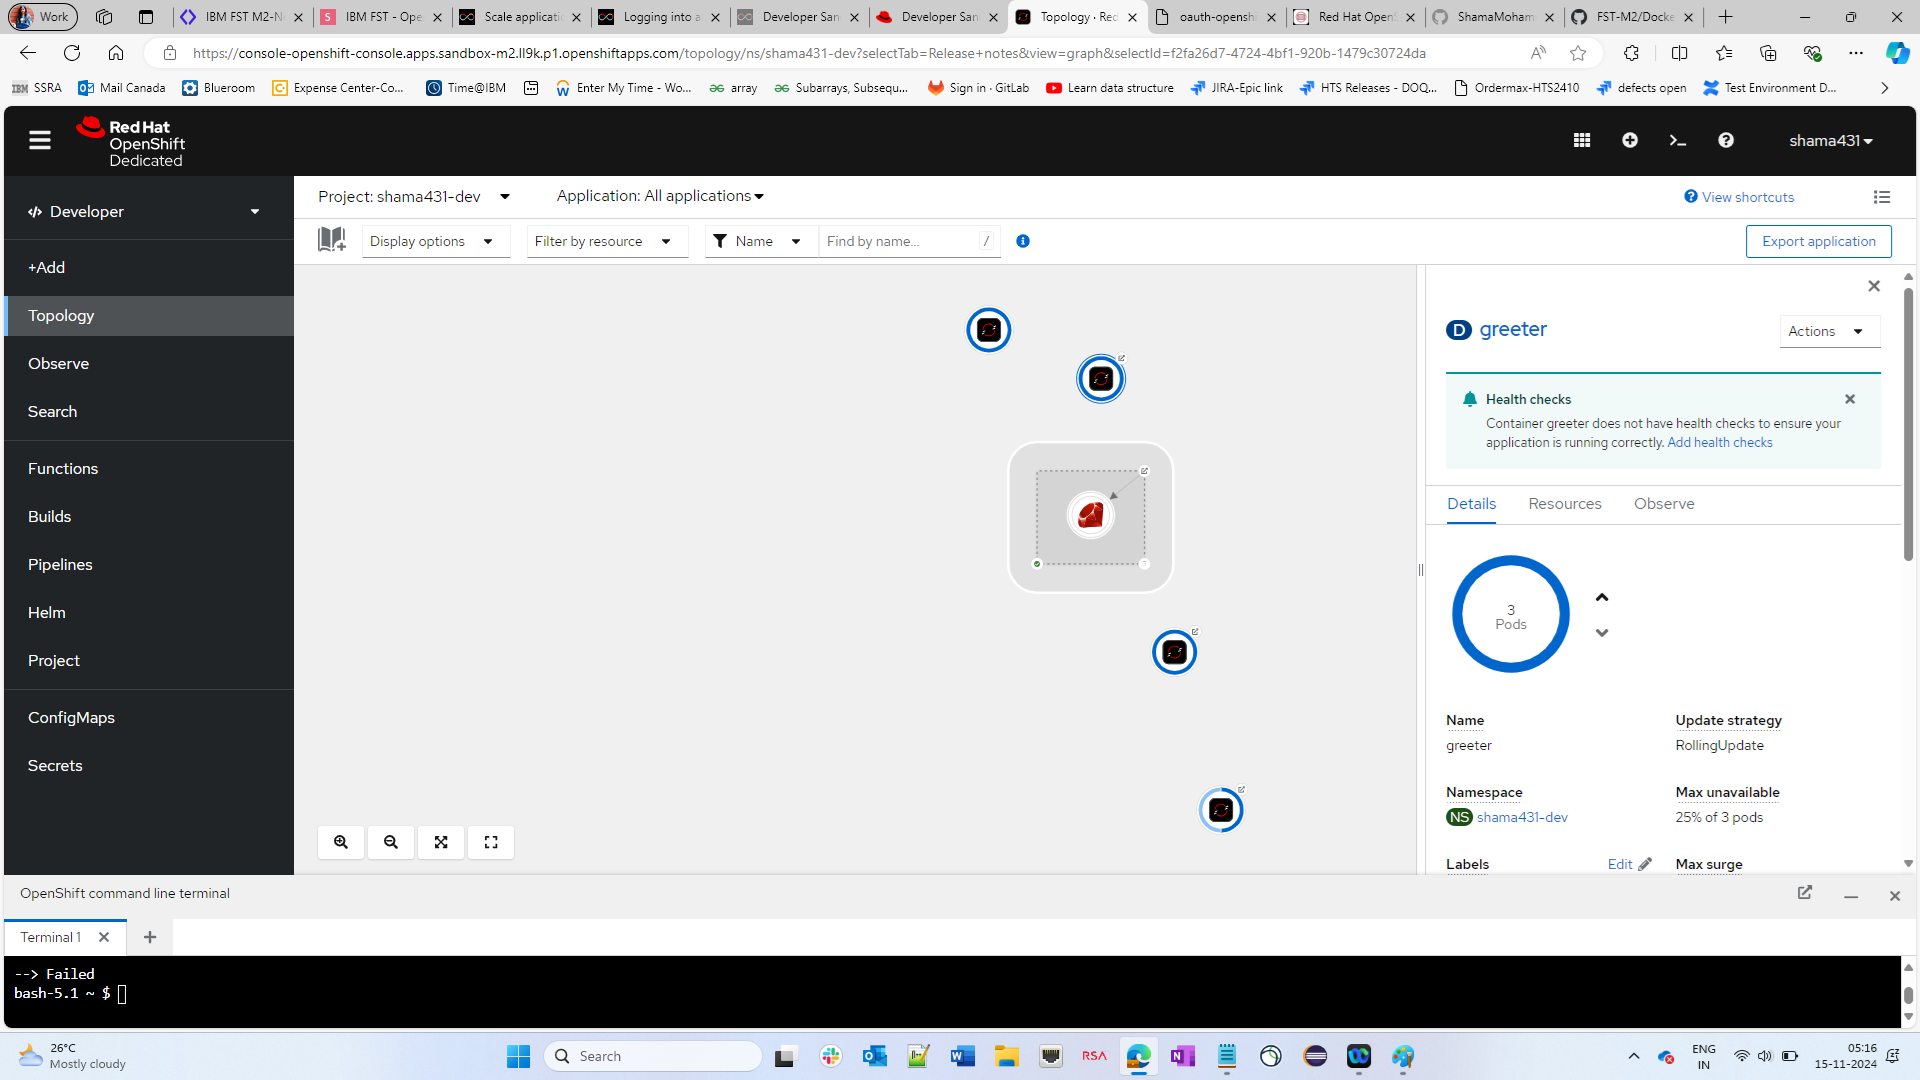 Work
IBM FST M2-N
IBM FST - Ope
Scale applicati
Logging into a
Developer San
Developer San
Topology · Red
oauth-openshi
Red Hat OpenS
ShamaMoham
FST-M2/Docke
https://console-openshift-console.apps.sandbox-m2.ll9k.p1.openshiftapps.com/topology/ns/shama431-dev?selectTab=Release+notes&view=graph&selectId=f2fa26d7-4724-4bf1-920b-1479c30724da
IBM SSRA
Mail Canada
Blueroom
Expense Center-Co...
Time@IBM
Enter My Time - Wo...
array
Subarrays, Subsequ...
Sign in · GitLab
Learn data structure
JIRA-Epic link
HTS Releases - DOQ...
Ordermax-HTS2410
defects open
Test Environment D...
Red Hat
OpenShift
Dedicated
shama431
Developer
+Add
Topology
Observe
Search
Functions
Builds
Pipelines
Helm
Project
ConfigMaps
Secrets
Project: shama431-dev
Application: All applications
View shortcuts
Display options
Filter by resource
Name
Find by name...
/
Export application
D greeter
Actions
Health checks
Container greeter does not have health checks to ensure your
application is running correctly. Add health checks
Details
Resources
Observe
3
Pods
Name
greeter
Update strategy
RollingUpdate
Namespace
NS shama431-dev
Max unavailable
25% of 3 pods
Labels
Edit
Max surge
OpenShift command line terminal
Terminal 1
--> Failed
bash-5.1 ~ $
26°C
Mostly cloudy
Search
RSA
ENG
IN
05:16
15-11-2024